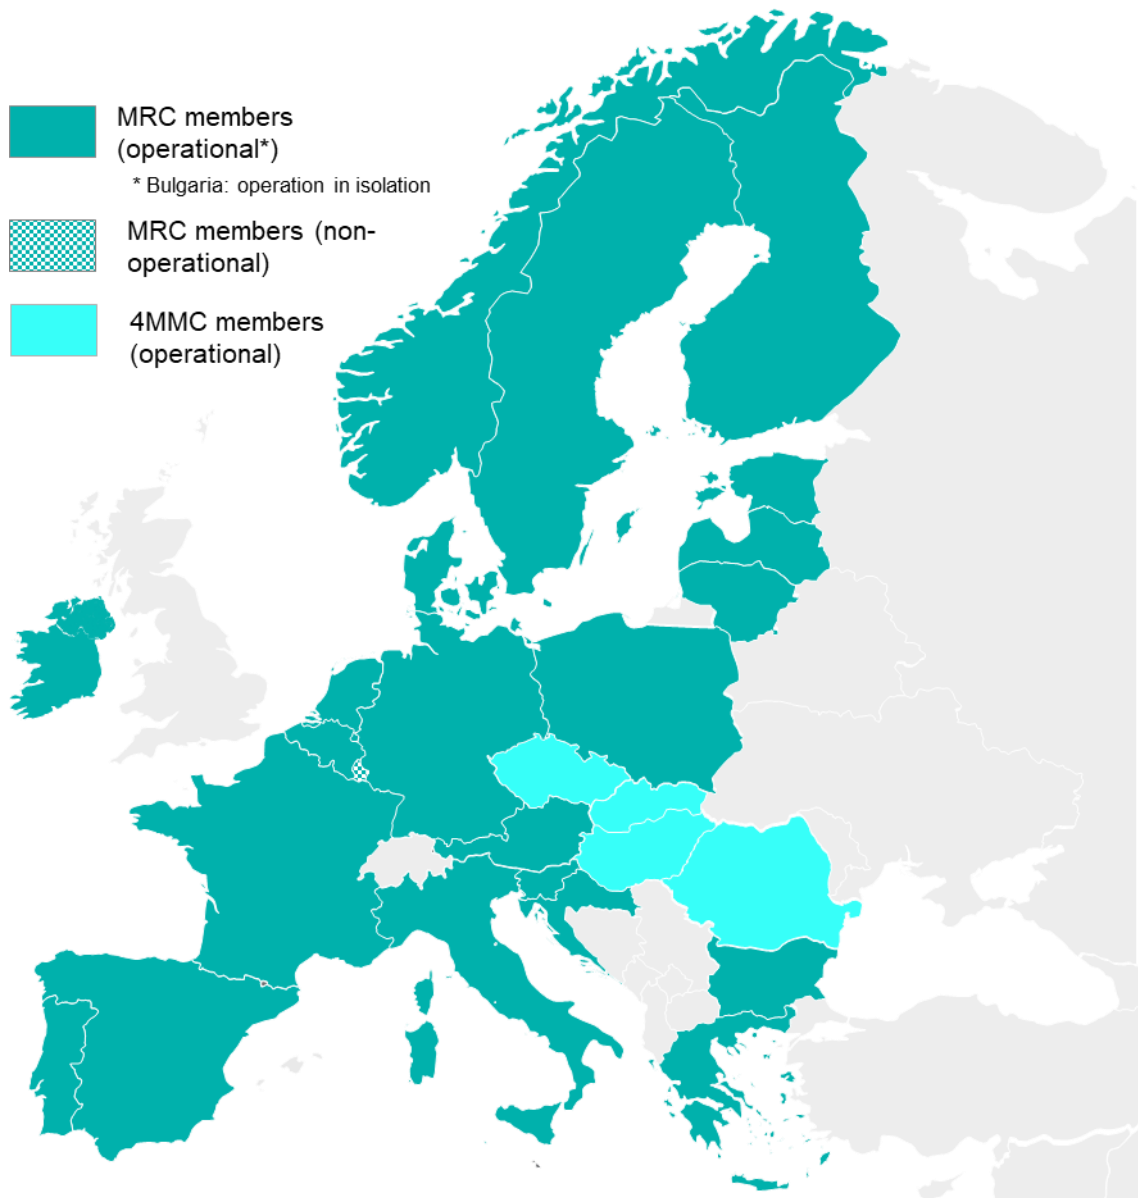 MRC members
(operational*)
* Bulgaria: operation in isolation
MRC members (non-
operational)
4MMC members
(operational)